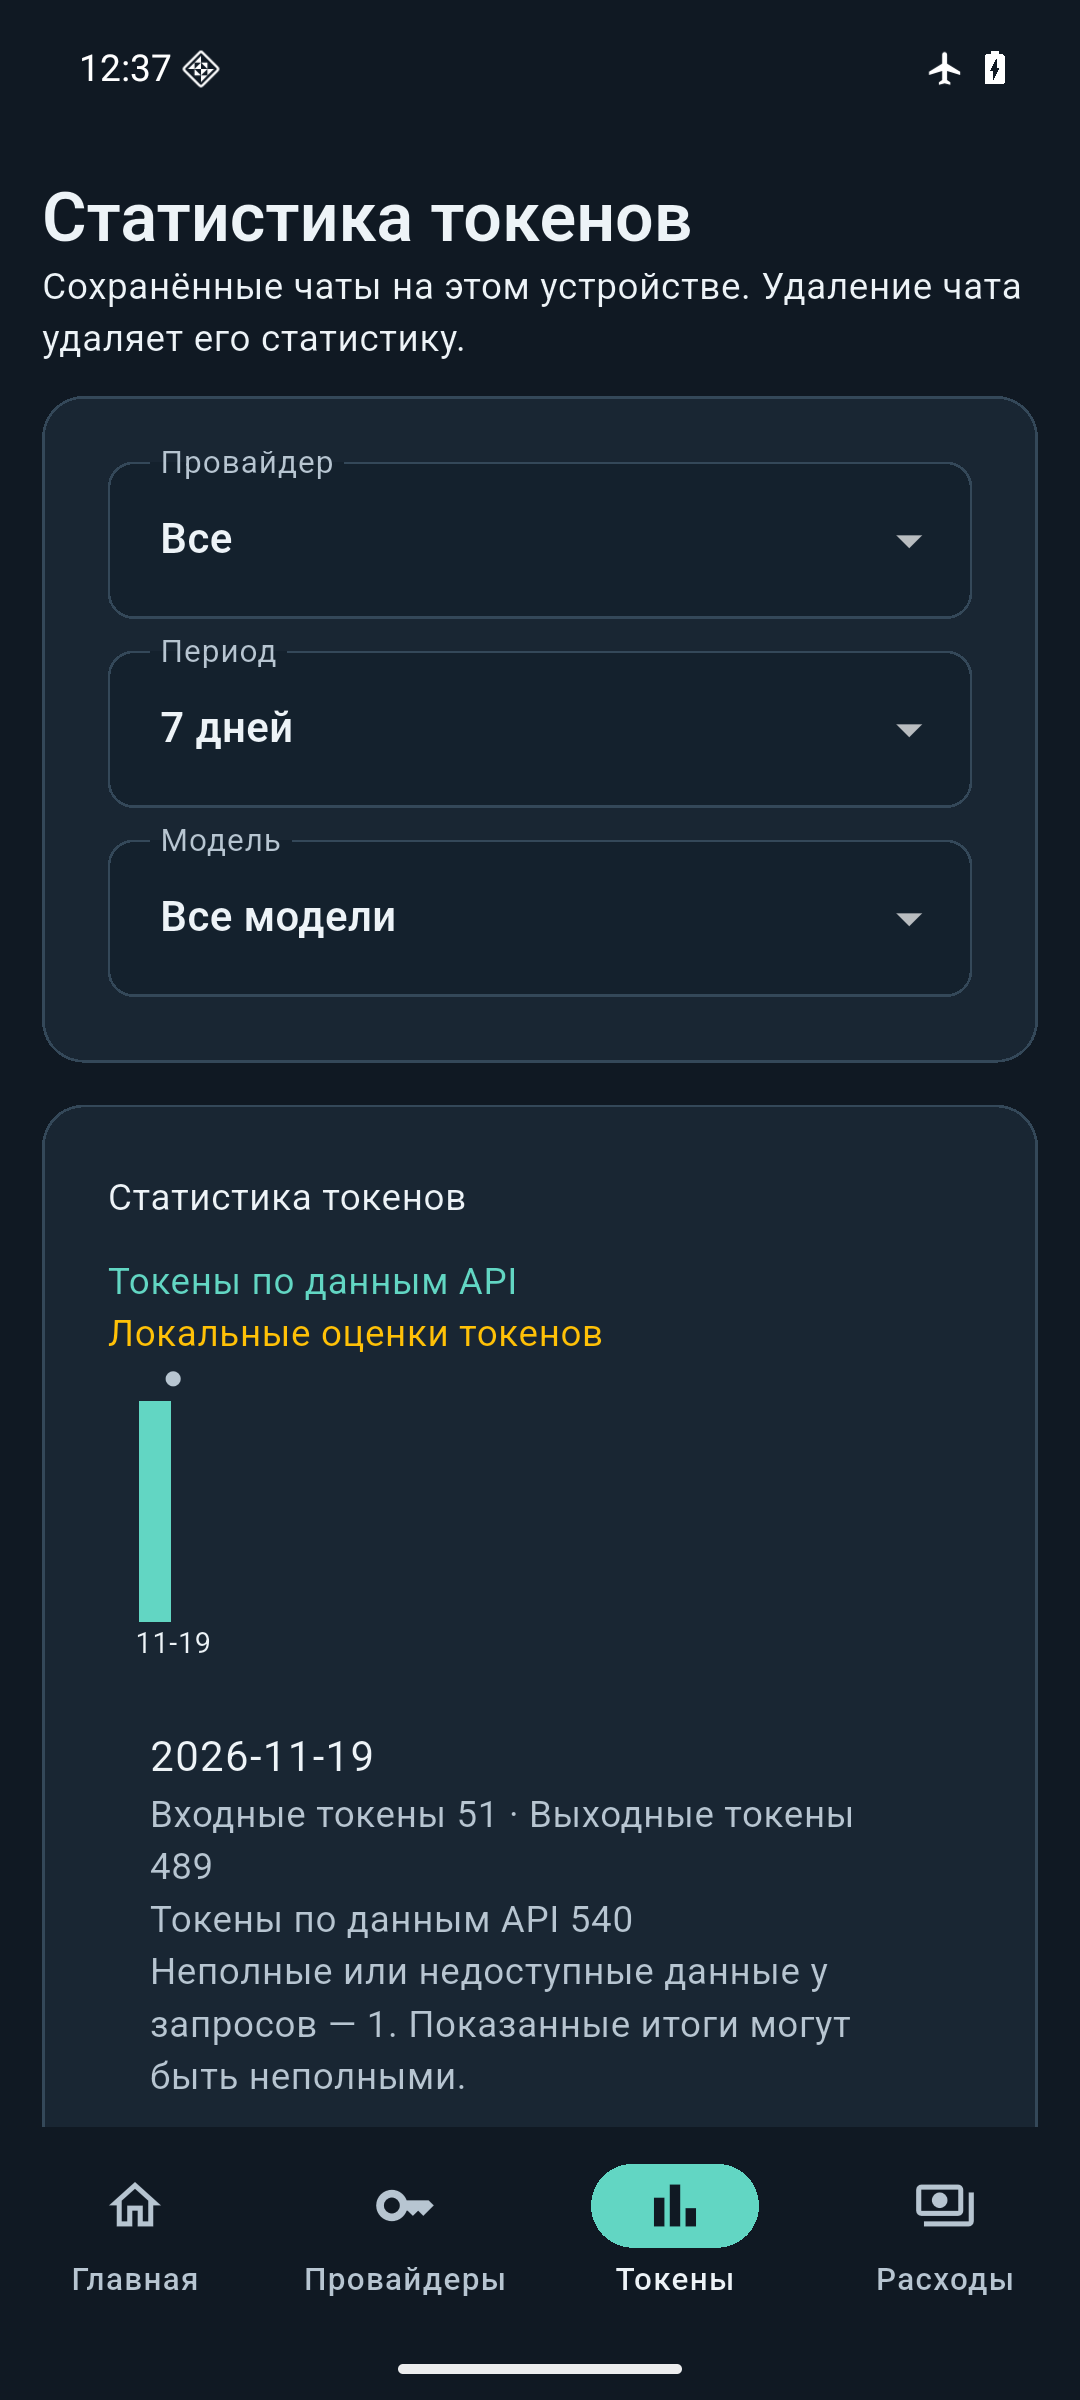 12:37
Статистика токенов
Сохранённые чаты на этом устройстве. Удаление чата
удаляет его статистику.
Провайдер
Все
Период
7 дней
Модель
Все модели
Статистика токенов
Токены по данным API
Локальные оценки токенов
11-19
2026-11-19
Входные токены 51 · Выходные токены
489
Токены по данным API 540
Неполные или недоступные данные у
запросов — 1. Показанные итоги могут
быть неполными.
Главная
Провайдеры
Токены
Расходы